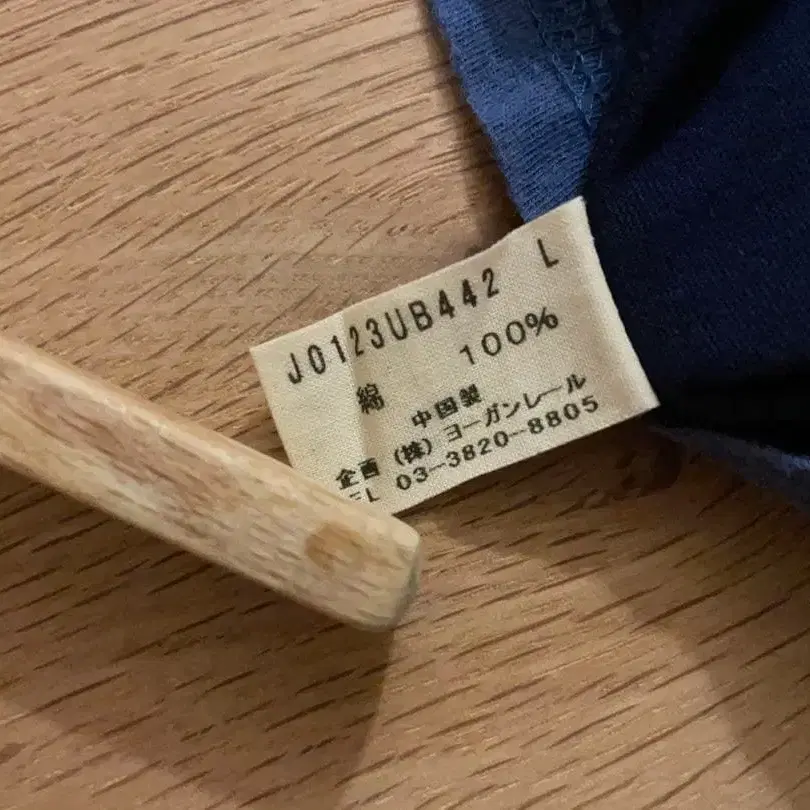 J0123UB442 L
綿 100%
中国製
企画 (株) ヨーガンレール
TEL 03-3820-8805